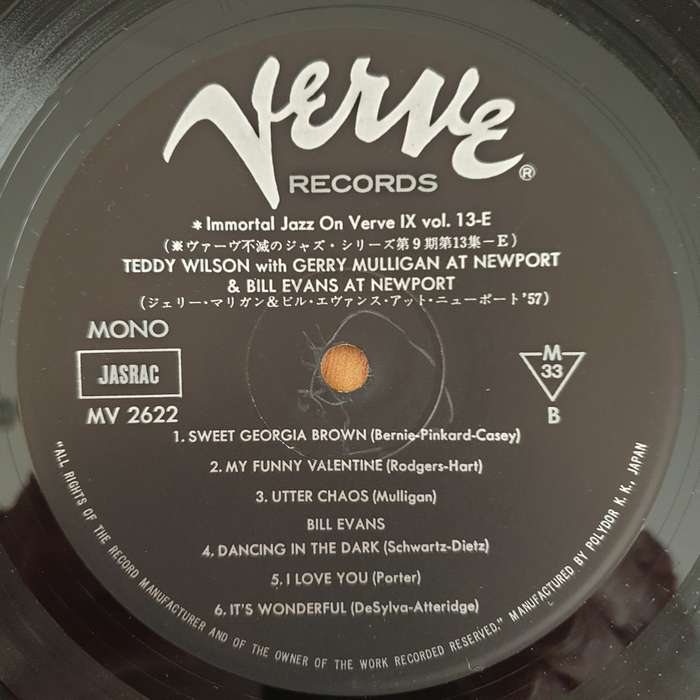 Verve®
RECORDS
*Immortal Jazz On Verve IX vol. 13-E
(※ヴァーヴ不滅のジャズ・シリーズ第9期第13集-E)
TEDDY WILSON with GERRY MULLIGAN AT NEWPORT
& BILL EVANS AT NEWPORT
(ジェリー・マリガン&ビル・エヴァンス・アット・ニューポート'57)
MONO
JASRAC
MV 2622
M
33
B
1. SWEET GEORGIA BROWN (Bernie-Pinkard-Casey)
2. MY FUNNY VALENTINE (Rodgers-Hart)
3. UTTER CHAOS (Mulligan)
BILL EVANS
4. DANCING IN THE DARK (Schwartz-Dietz)
5. I LOVE YOU (Porter)
6. IT'S WONDERFUL (DeSylva-Atteridge)
"ALL RIGHTS OF THE RECORD MANUFACTURER AND OF THE OWNER OF THE WORK RECORDED RESERVED." MANUFACTURED BY POLYDOR K. K., JAPAN